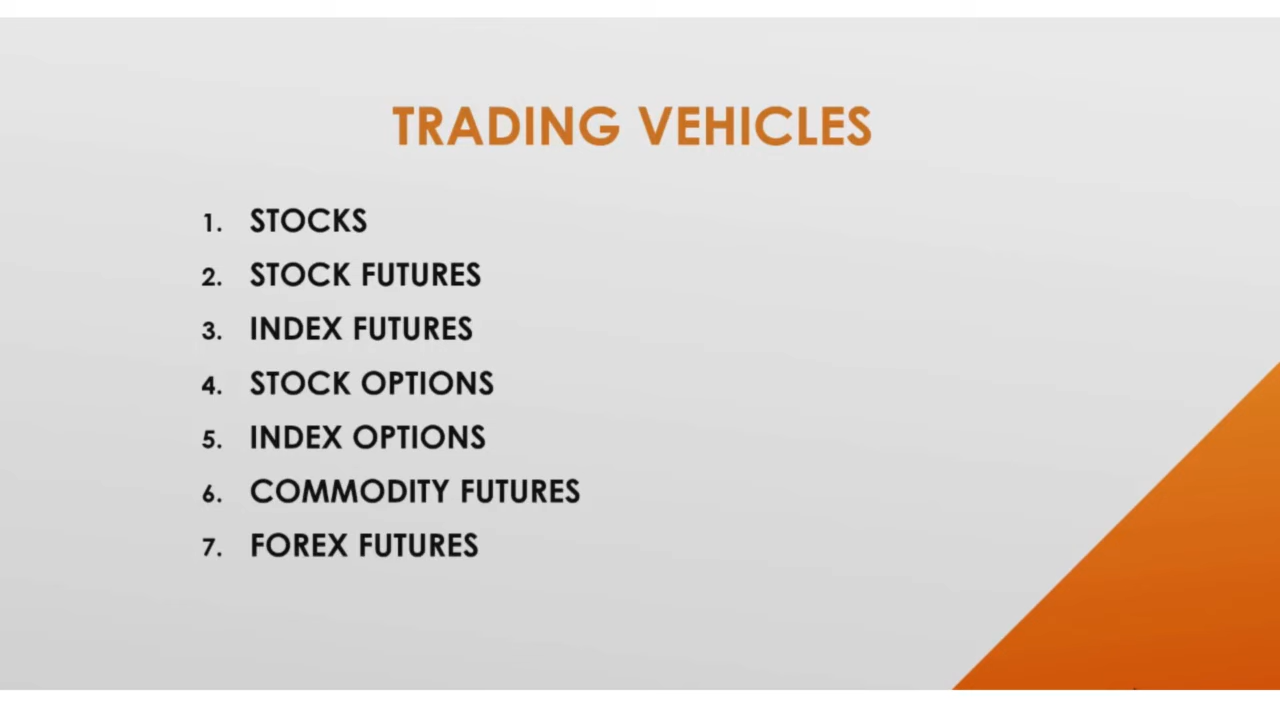 TRADING VEHICLES
1. STOCKS
2. STOCK FUTURES
3. INDEX FUTURES
4. STOCK OPTIONS
5. INDEX OPTIONS
6. COMMODITY FUTURES
7. FOREX FUTURES